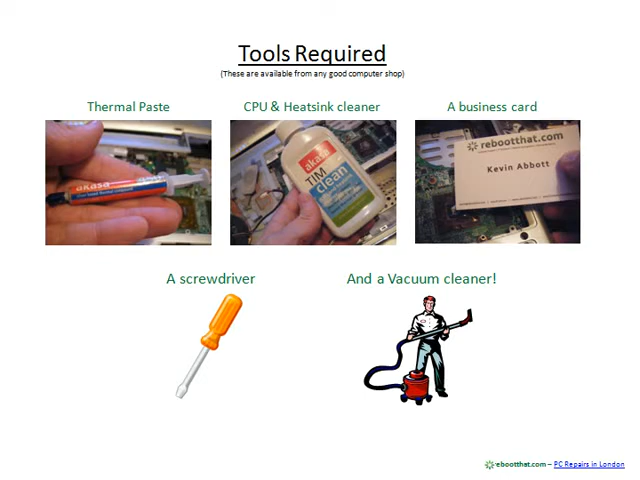 Tools Required
(These are available from any good computer shop)
Thermal Paste
CPU & Heatsink cleaner
A business card
akasa
akasa
TIM
clean
rebootthat.com
Kevin Abbott
A screwdriver
And a Vacuum cleaner!
rebootthat.com – PC Repairs in London